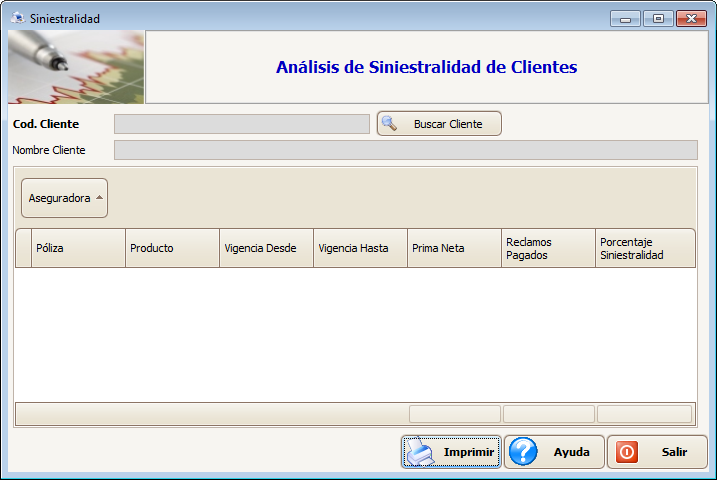 Siniestralidad
Análisis de Siniestralidad de Clientes
Cod. Cliente
Buscar Cliente
Nombre Cliente
Aseguradora
Póliza
Producto
Vigencia Desde
Vigencia Hasta
Prima Neta
Reclamos
Pagados
Porcentaje
Siniestralidad
Imprimir
Ayuda
Salir